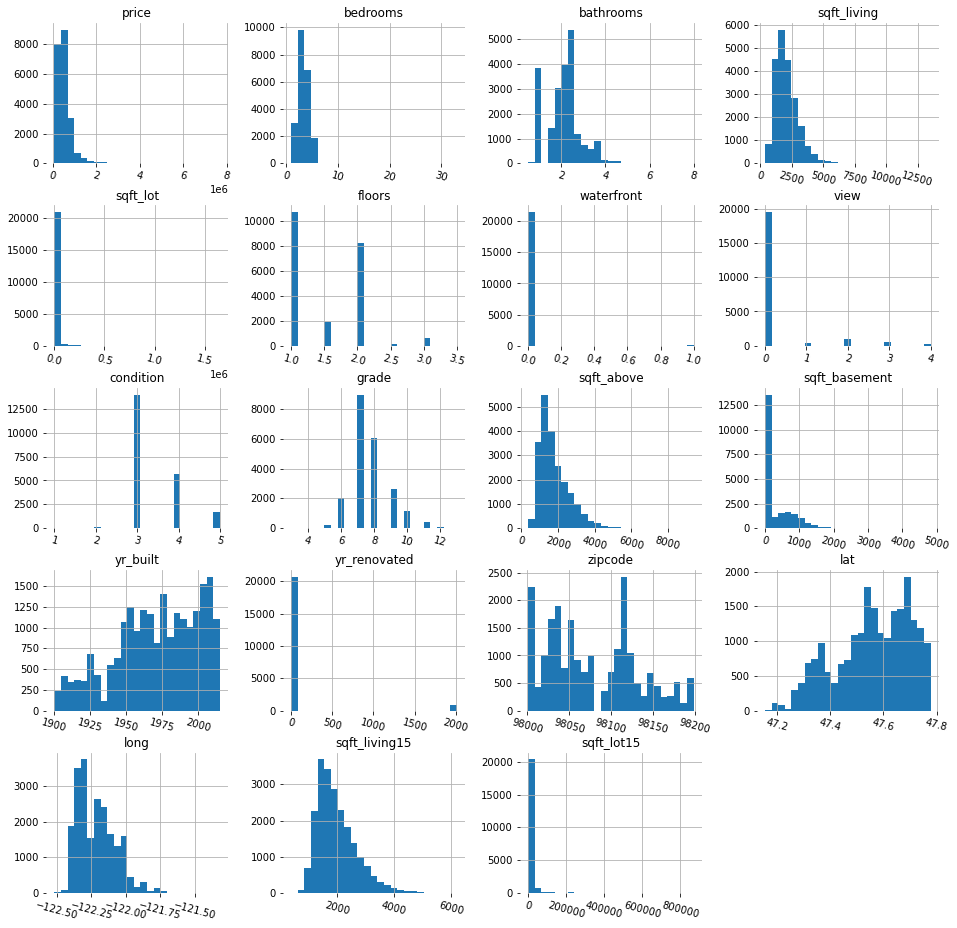 price
8000
6000
4000
2000
0
0 2 4 6 8
1e6
bedrooms
10000
8000
6000
4000
2000
0
0 10 20 30
bathrooms
5000
4000
3000
2000
1000
0
2 4 6 8
sqft_living
6000
5000
4000
3000
2000
1000
0
2500 5000 7500 10000 12500
sqft_lot
20000
15000
10000
5000
0
0.0 0.5 1.0 1.5
1e6
floors
10000
8000
6000
4000
2000
0
1.0 1.5 2.0 2.5 3.0 3.5
waterfront
20000
15000
10000
5000
0
0.0 0.2 0.4 0.6 0.8 1.0
view
20000
15000
10000
5000
0
0 1 2 3 4
condition
12500
10000
7500
5000
2500
0
1 2 3 4 5
grade
8000
6000
4000
2000
0
4 6 8 10 12
sqft_above
5000
4000
3000
2000
1000
0
0 2000 4000 6000 8000
sqft_basement
12500
10000
7500
5000
2500
0
0 1000 2000 3000 4000 5000
yr_built
1500
1250
1000
750
500
250
0
1900 1925 1950 1975 2000
yr_renovated
20000
15000
10000
5000
0
0 500 1000 1500 2000
zipcode
2500
2000
1500
1000
500
0
98000 98050 98100 98150 98200
lat
2000
1500
1000
500
0
47.2 47.4 47.6 47.8
long
3000
2000
1000
0
−122.50 −122.25 −122.00 −121.75 −121.50
sqft_living15
3000
2000
1000
0
2000 4000 6000
sqft_lot15
20000
15000
10000
5000
0
0 200000 400000 600000 800000